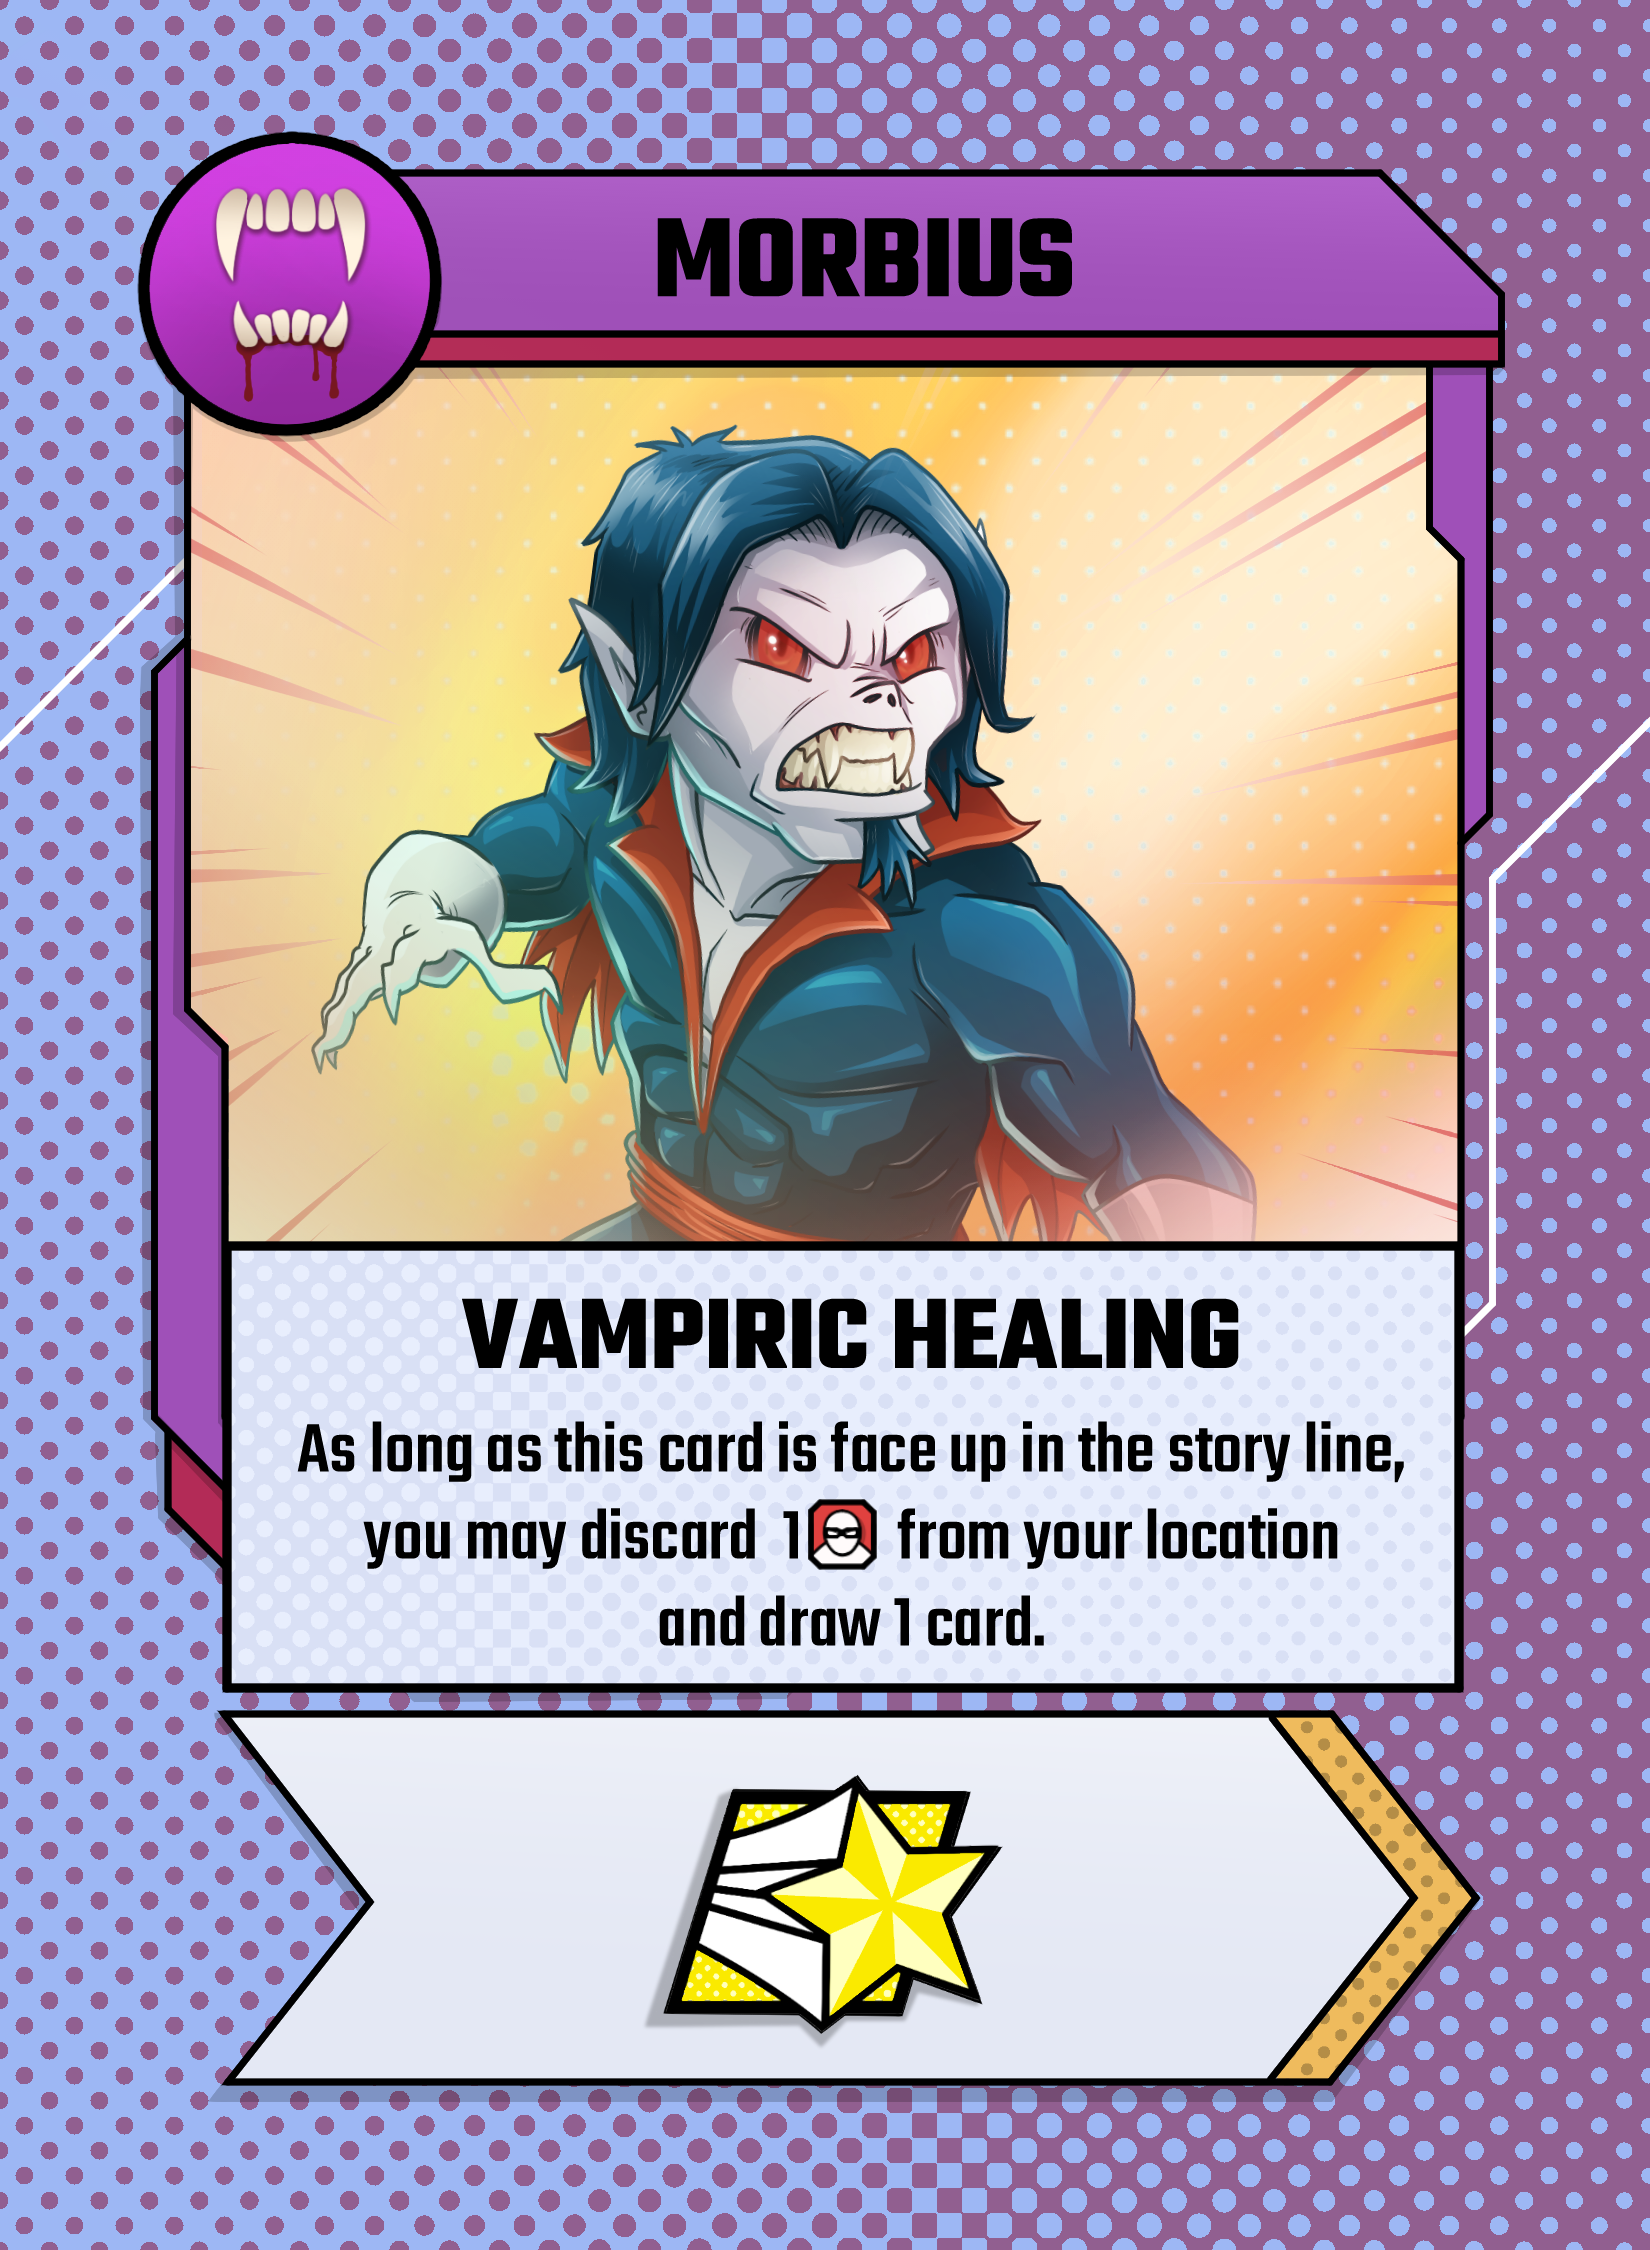 MORBIUS
VAMPIRIC HEALING
As long as this card is face up in the story line,
you may discard 1 from your location
and draw 1 card.